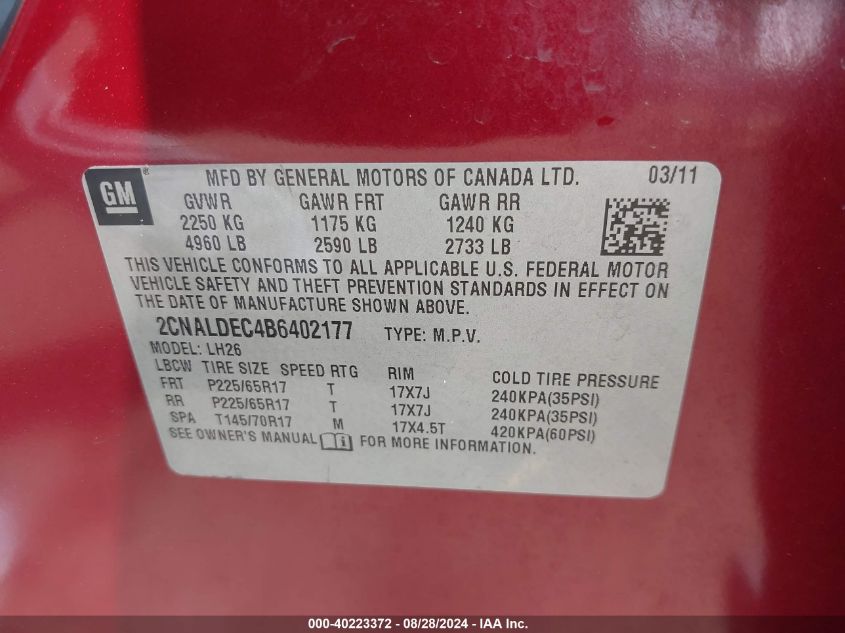 GM®
MFD BY GENERAL MOTORS OF CANADA LTD. 03/11
GVWR GAWR FRT GAWR RR
2250 KG 1175 KG 1240 KG
4960 LB 2590 LB 2733 LB
THIS VEHICLE CONFORMS TO ALL APPLICABLE U.S. FEDERAL MOTOR
VEHICLE SAFETY AND THEFT PREVENTION STANDARDS IN EFFECT ON
THE DATE OF MANUFACTURE SHOWN ABOVE.
2CNALDEC4B6402177 TYPE: M.P.V.
MODEL: LH26
LBCW TIRE SIZE SPEED RTG RIM COLD TIRE PRESSURE
FRT P225/65R17 T 17X7J 240KPA(35PSI)
RR P225/65R17 T 17X7J 240KPA(35PSI)
SPA T145/70R17 M 17X4.5T 420KPA(60PSI)
SEE OWNER'S MANUAL FOR MORE INFORMATION.
000-40223372 - 08/28/2024 - IAA Inc.